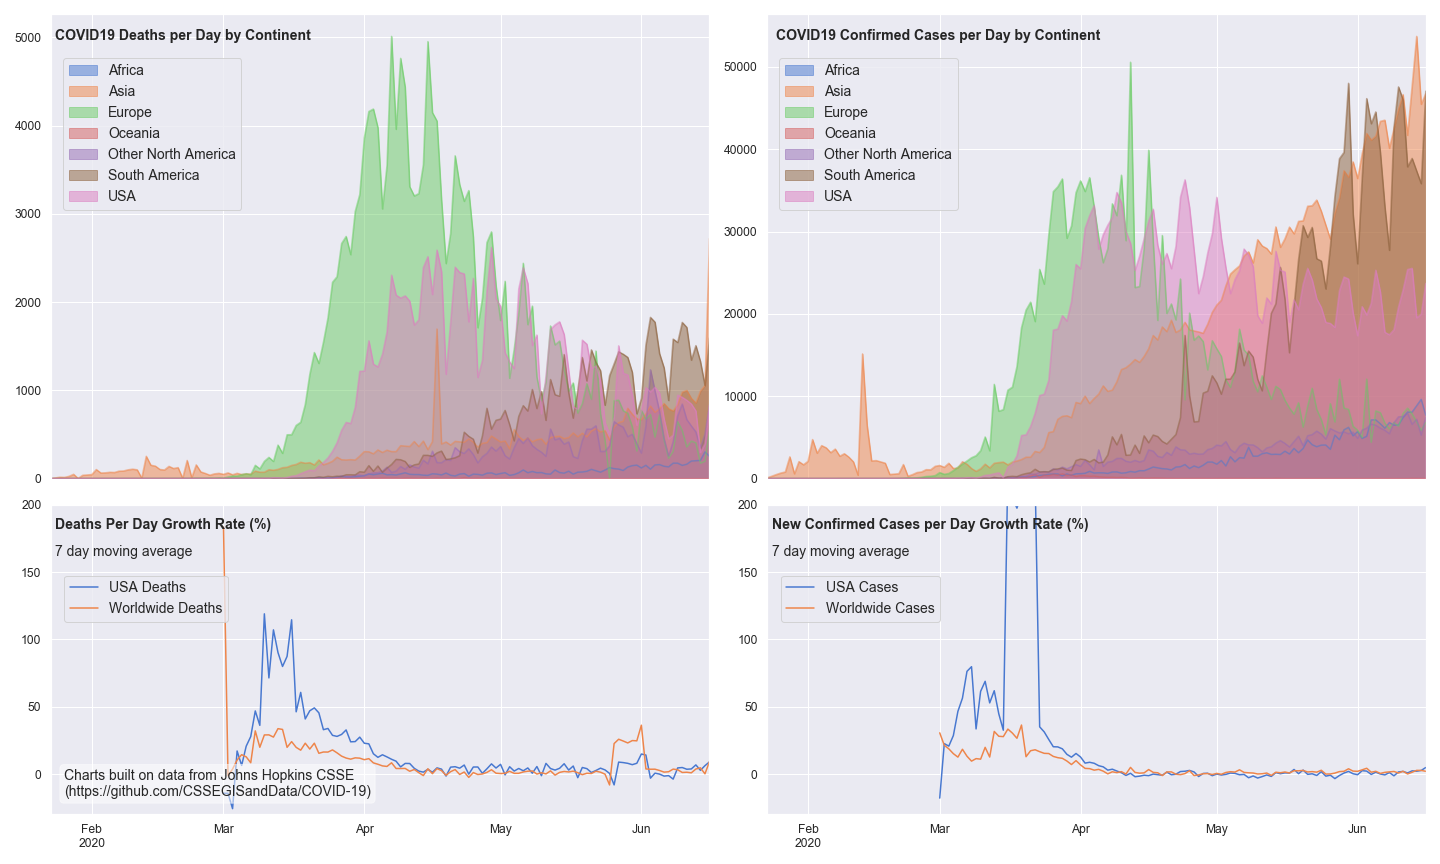 COVID19 Deaths per Day by Continent
Africa
Asia
Europe
Oceania
Other North America
South America
USA
5000
4000
3000
2000
1000
0
COVID19 Confirmed Cases per Day by Continent
Africa
Asia
Europe
Oceania
Other North America
South America
USA
50000
40000
30000
20000
10000
0
Deaths Per Day Growth Rate (%)
7 day moving average
USA Deaths
Worldwide Deaths
200
150
100
50
0
Charts built on data from Johns Hopkins CSSE
(https://github.com/CSSEGISandData/COVID-19)
Feb
2020
Mar
Apr
May
Jun
New Confirmed Cases per Day Growth Rate (%)
7 day moving average
USA Cases
Worldwide Cases
200
150
100
50
0
Feb
2020
Mar
Apr
May
Jun